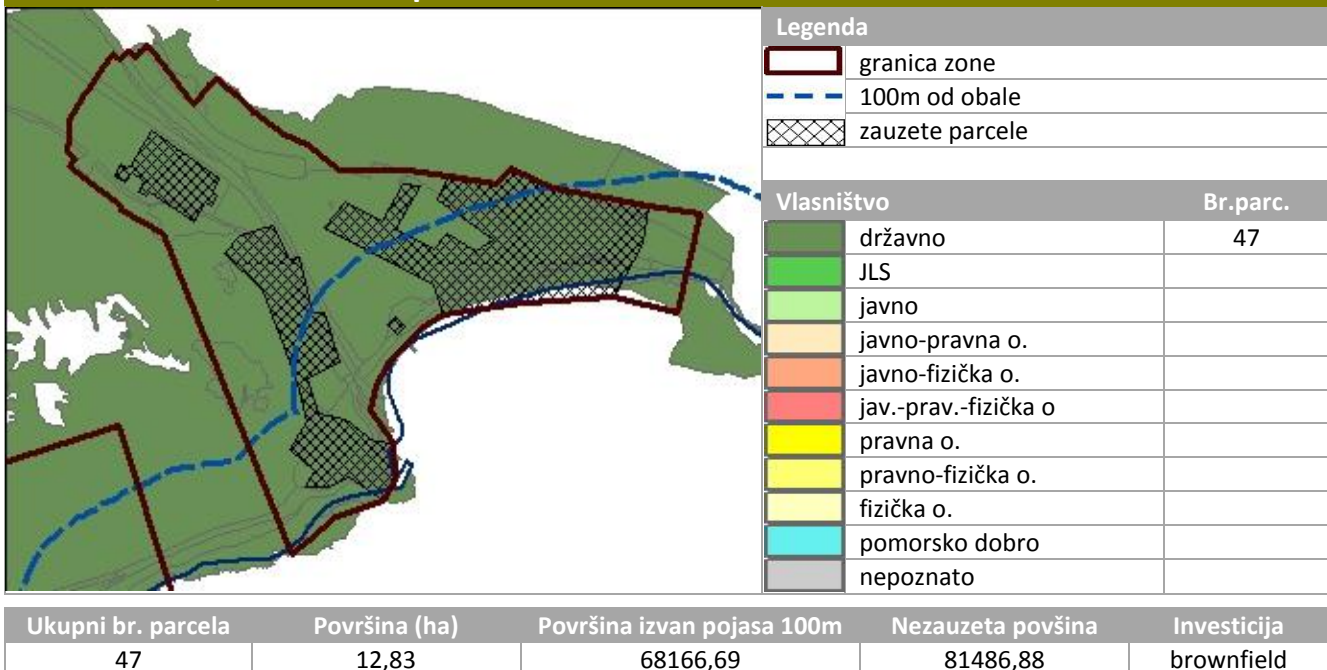 Legenda
granica zone
100m od obale
zauzete parcele
Vlasništvo Br.parc.
državno 47
JLS
javno
javno-pravna o.
javno-fizička o.
jav.-prav.-fizička o
pravna o.
pravno-fizička o.
fizička o.
pomorsko dobro
nepoznato
Ukupni br. parcela Površina (ha) Površina izvan pojasa 100m Nezauzeta povšina Investicija
47 12,83 68166,69 81486,88 brownfield